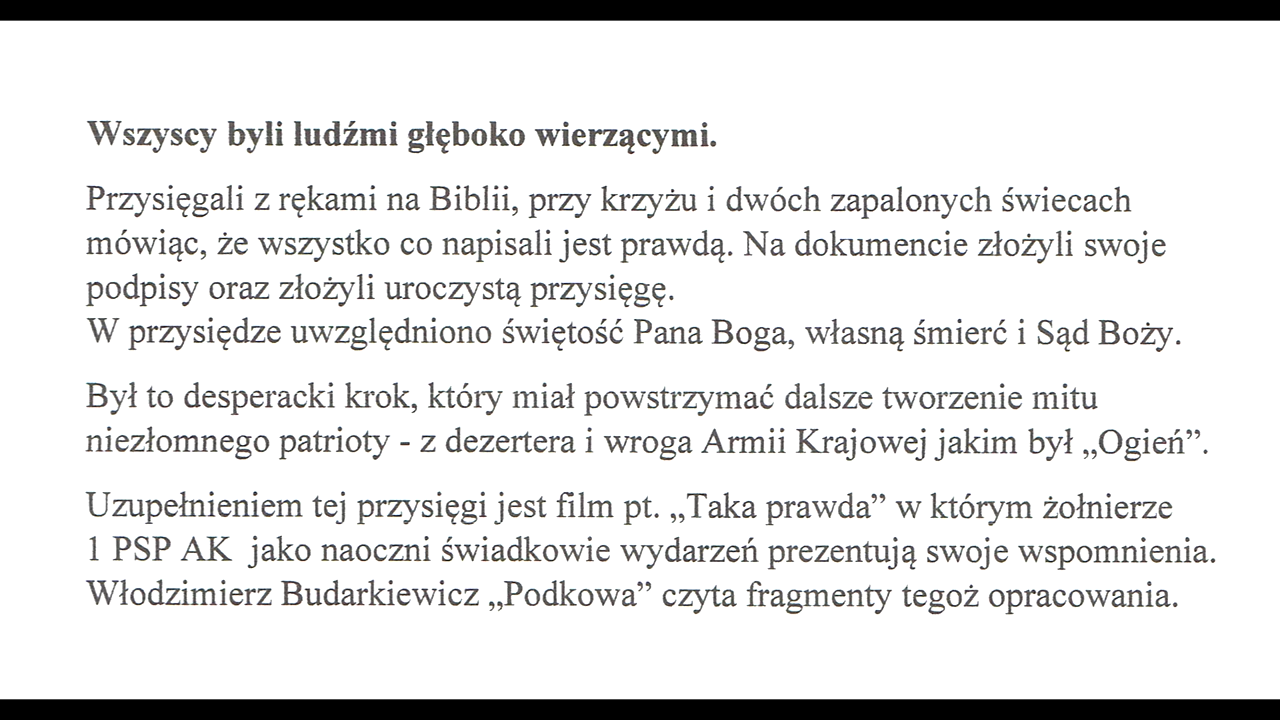 Wszyscy byli ludźmi głęboko wierzącymi.
Przysięgali z rękami na Biblii, przy krzyżu i dwóch zapalonych świecach
mówiąc, że wszystko co napisali jest prawdą. Na dokumencie złożyli swoje
podpisy oraz złożyli uroczystą przysięgę.
W przysiędze uwzględniono świętość Pana Boga, własną śmierć i Sąd Boży.
Był to desperacki krok, który miał powstrzymać dalsze tworzenie mitu
niezłomnego patrioty - z dezertera i wroga Armii Krajowej jakim był „Ogień”.
Uzupełnieniem tej przysięgi jest film pt. „Taka prawda” w którym żołnierze
1 PSP AK  jako naoczni świadkowie wydarzeń prezentują swoje wspomnienia.
Włodzimierz Budarkiewicz „Podkowa” czyta fragmenty tegoż opracowania.